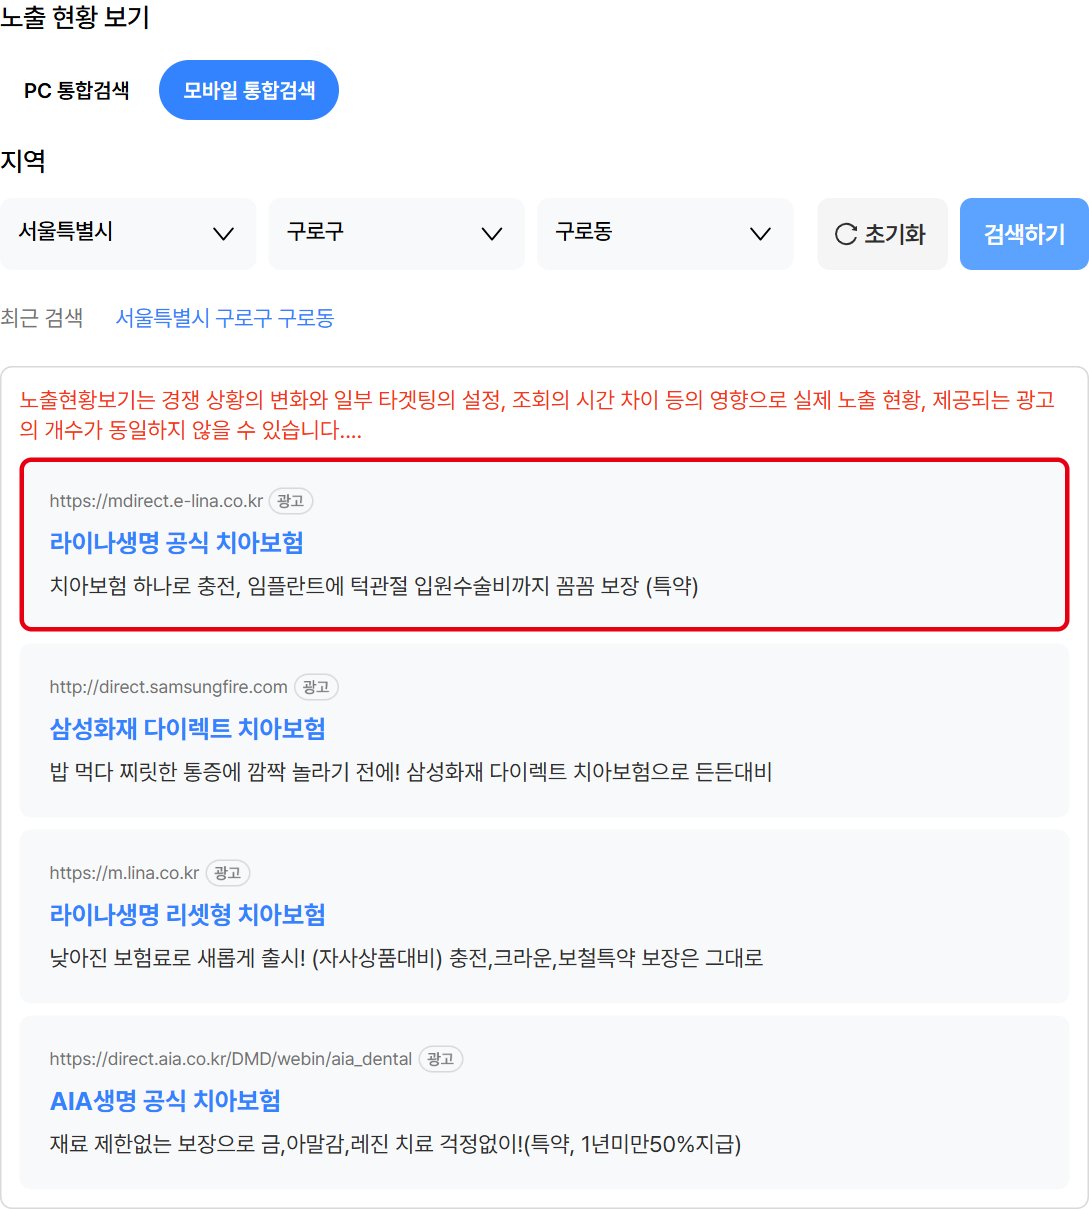 노출 현황 보기
PC 통합검색 모바일 통합검색
지역
서울특별시 구로구 구로동 초기화 검색하기
최근 검색 서울특별시 구로구 구로동
노출현황보기는 경쟁 상황의 변화와 일부 타겟팅의 설정, 조회의 시간 차이 등의 영향으로 실제 노출 현황, 제공되는 광고
의 개수가 동일하지 않을 수 있습니다....
https://mdirect.e-lina.co.kr 광고
라이나생명 공식 치아보험
치아보험 하나로 충전, 임플란트에 턱관절 입원수술비까지 꼼꼼 보장 (특약)
http://direct.samsungfire.com 광고
삼성화재 다이렉트 치아보험
밥 먹다 찌릿한 통증에 깜짝 놀라기 전에! 삼성화재 다이렉트 치아보험으로 든든대비
https://m.lina.co.kr 광고
라이나생명 리셋형 치아보험
낮아진 보험료로 새롭게 출시! (자사상품대비) 충전,크라운,보철특약 보장은 그대로
https://direct.aia.co.kr/DMD/webin/aia_dental 광고
AIA생명 공식 치아보험
재료 제한없는 보장으로 금,아말감,레진 치료 걱정없이!(특약, 1년미만50%지급)